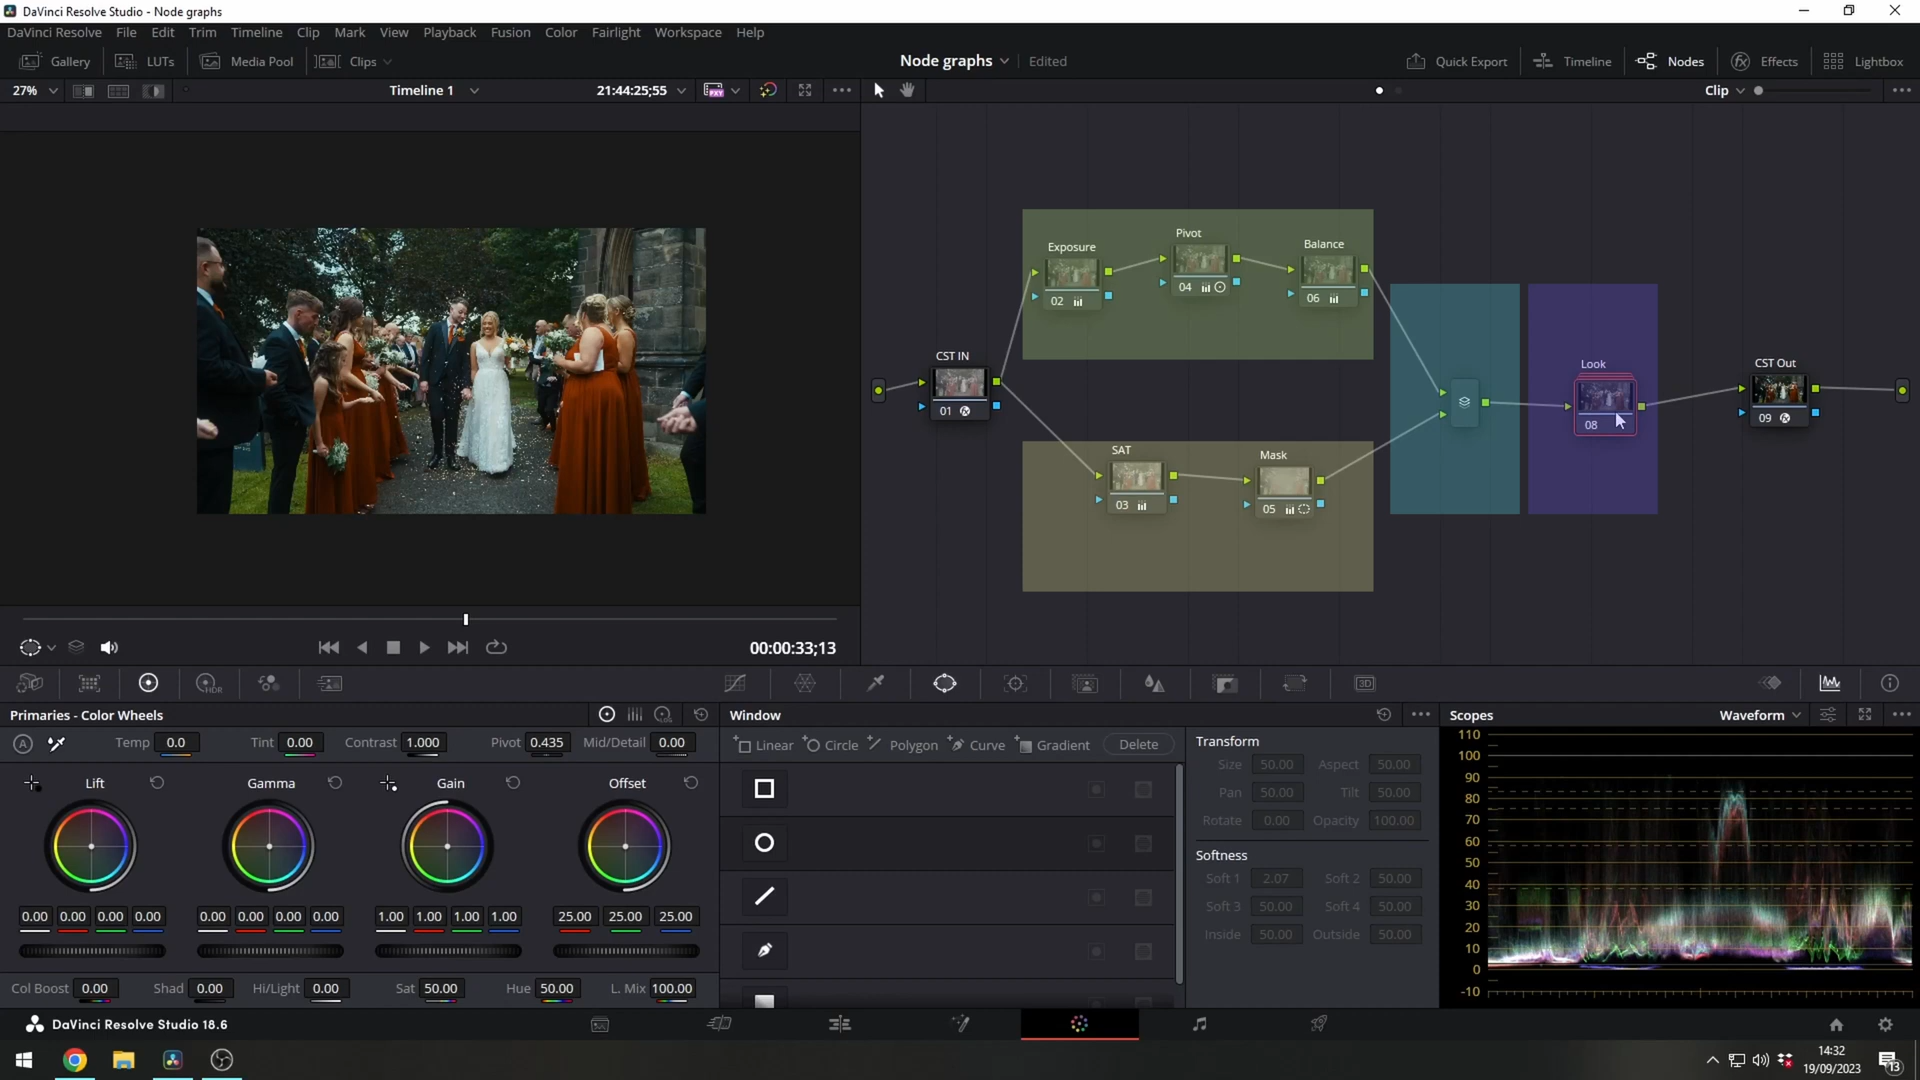 DaVinci Resolve Studio - Node graphs
DaVinci Resolve File Edit Trim Timeline Clip Mark View Playback Fusion Color Fairlight Workspace Help
Gallery LUTs Media Pool Clips Node graphs Edited Quick Export Timeline Nodes Effects Lightbox
27% Timeline 1 21:44:25;55 PXY Clip
Pivot
Balance
Exposure
04
06
02
CST IN
Look
CST Out
01
09
08
SAT
Mask
03
05
00:00:33;13
HDR
3D
Primaries - Color Wheels
LOG
Window
Scopes
Waveform
A Temp 0.0 Tint 0.00 Contrast 1.000 Pivot 0.435 Mid/Detail 0.00
Linear Circle Polygon Curve Gradient Delete
Transform
Size 50.00 Aspect 50.00
Pan 50.00 Tilt 50.00
Rotate 0.00 Opacity 100.00
Softness
Soft 1 2.07 Soft 2 50.00
Soft 3 50.00 Soft 4 50.00
Inside 50.00 Outside 50.00
Lift Gamma Gain Offset
0.00 0.00 0.00 0.00 0.00 0.00 0.00 0.00 1.00 1.00 1.00 1.00 25.00 25.00 25.00
Col Boost 0.00 Shad 0.00 Hi/Light 0.00 Sat 50.00 Hue 50.00 L. Mix 100.00
110
100
90
80
70
60
50
40
30
20
10
0
-10
DaVinci Resolve Studio 18.6
14:32
19/09/2023
13